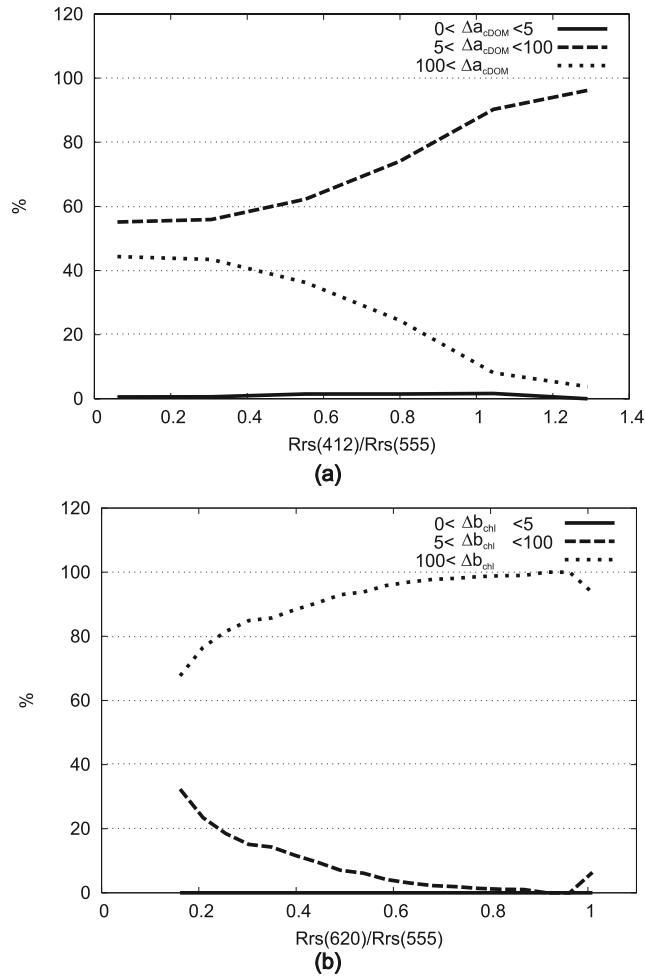 0< Δa_cDOM <5
5< Δa_cDOM <100
100< Δa_cDOM
120
100
80
60
40
20
0
%
0 0.2 0.4 0.6 0.8 1 1.2 1.4
Rrs(412)/Rrs(555)
(a)
0< Δb_chl <5
5< Δb_chl <100
100< Δb_chl
120
100
80
60
40
20
0
%
0.2 0.4 0.6 0.8 1
Rrs(620)/Rrs(555)
(b)